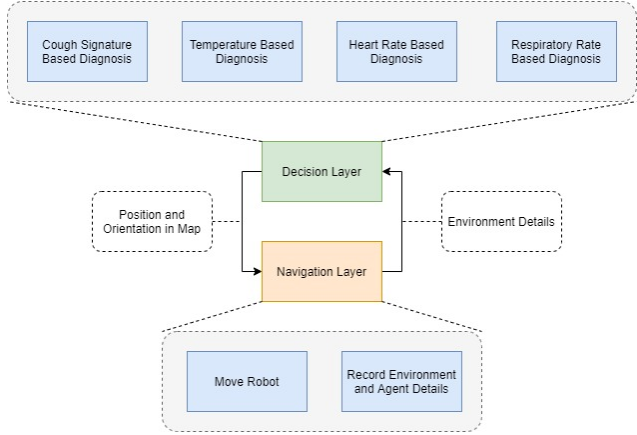 Cough Signature
Based Diagnosis
Temperature Based
Diagnosis
Heart Rate Based
Diagnosis
Respiratory Rate
Based Diagnosis
Decision Layer
Position and
Orientation in Map
Environment Details
Navigation Layer
Move Robot
Record Environment
and Agent Details